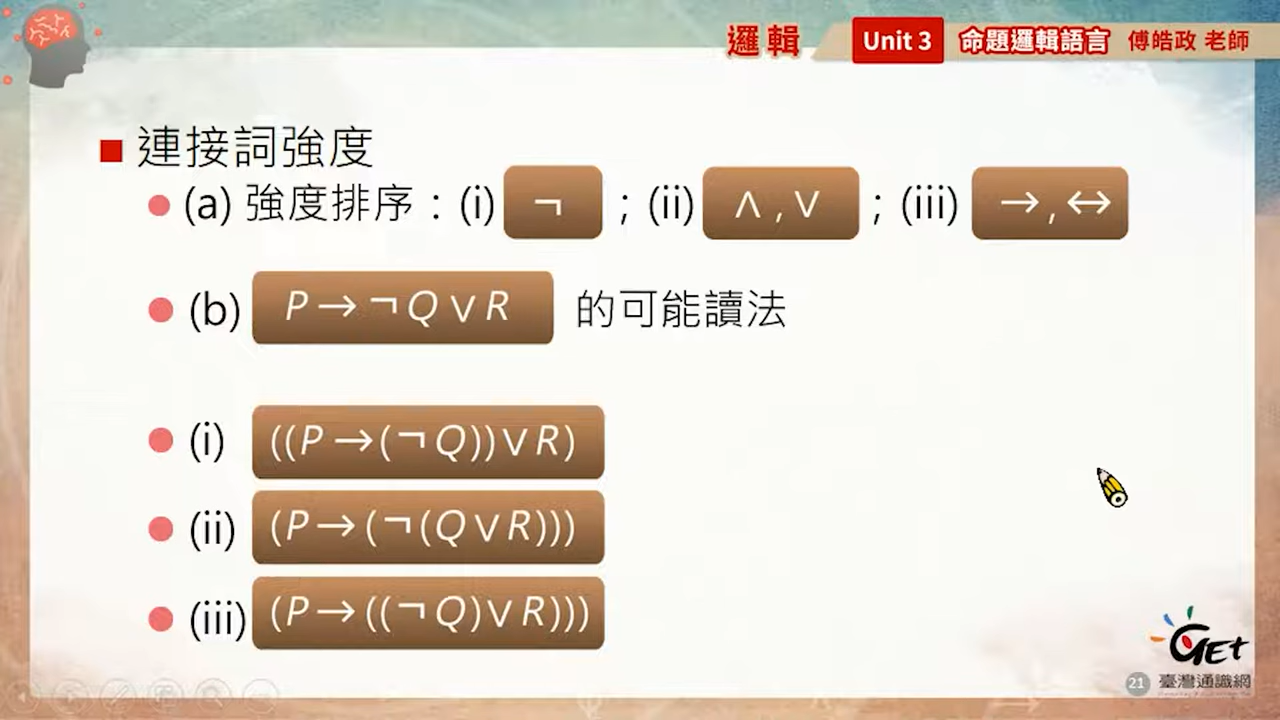 邏輯 Unit 3 命題邏輯語言 傅皓政 老師
連接詞強度
(a) 強度排序：(i) ¬ ；(ii) ∧ , ∨ ；(iii) → , ↔
(b) P → ¬ Q ∨ R 的可能讀法
(i) ((P → (¬ Q)) ∨ R)
(ii) (P → (¬ (Q ∨ R)))
(iii) (P → ((¬ Q) ∨ R)))
GET
21 臺灣通識網